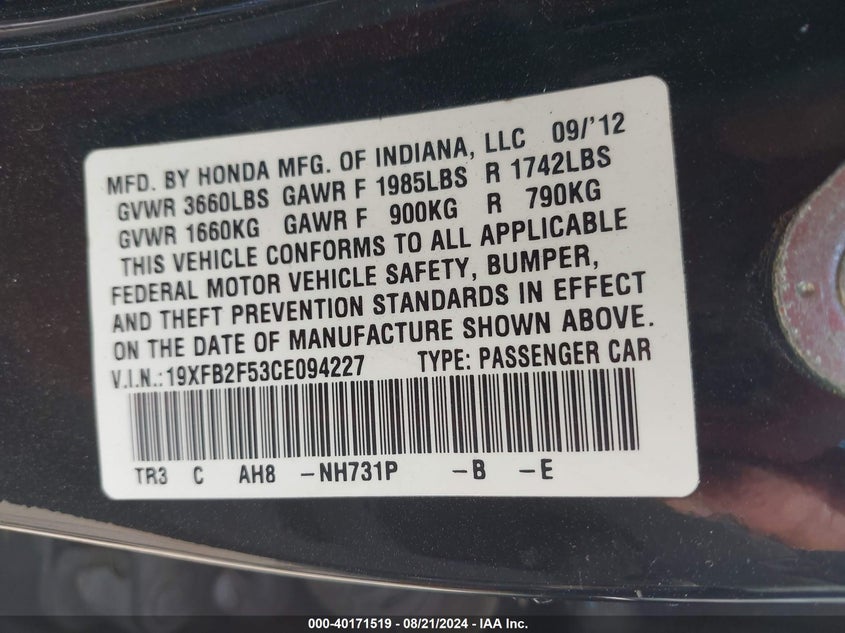 MFD. BY HONDA MFG. OF INDIANA, LLC 09/'12
GVWR 3660LBS GAWR F 1985LBS R 1742LBS
GVWR 1660KG GAWR F 900KG R 790KG
THIS VEHICLE CONFORMS TO ALL APPLICABLE
FEDERAL MOTOR VEHICLE SAFETY, BUMPER,
AND THEFT PREVENTION STANDARDS IN EFFECT
ON THE DATE OF MANUFACTURE SHOWN ABOVE.
V.I.N.:19XFB2F53CE094227 TYPE: PASSENGER CAR
TR3 C AH8 -NH731P -B -E
000-40171519 - 08/21/2024 - IAA Inc.